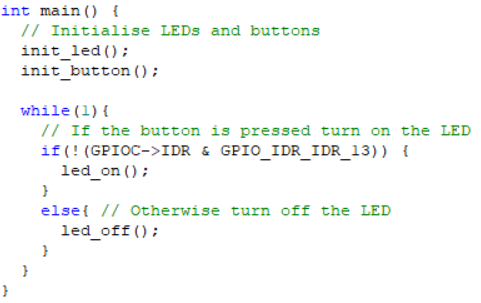 int main() {
  // Initialise LEDs and buttons
  init_led();
  init_button();

  while(1){
    // If the button is pressed turn on the LED
    if(!(GPIOC->IDR & GPIO_IDR_IDR_13)) {
      led_on();
    }
    else{ // Otherwise turn off the LED
      led_off();
    }
  }
}